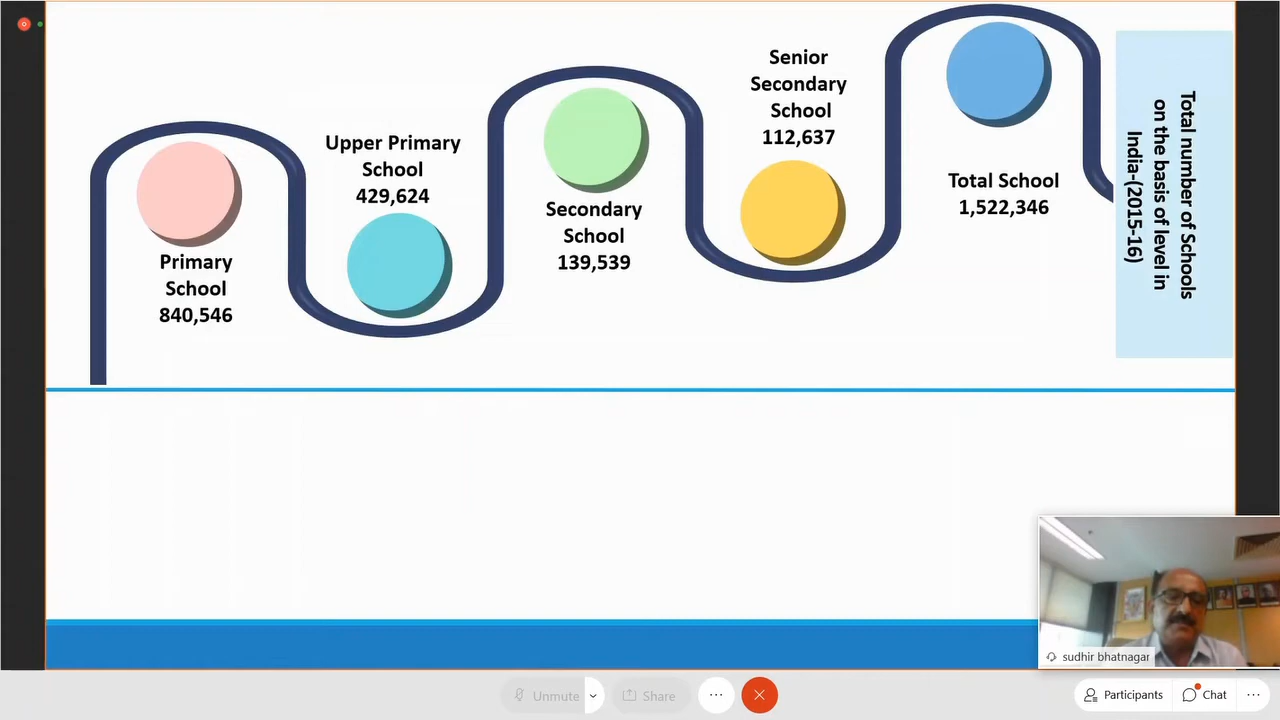 Primary
School
840,546
Upper Primary
School
429,624
Secondary
School
139,539
Senior
Secondary
School
112,637
Total School
1,522,346
Total number of Schools
on the basis of level in
India-(2015-16)
sudhir bhatnagar
Unmute
Share
Participants
Chat